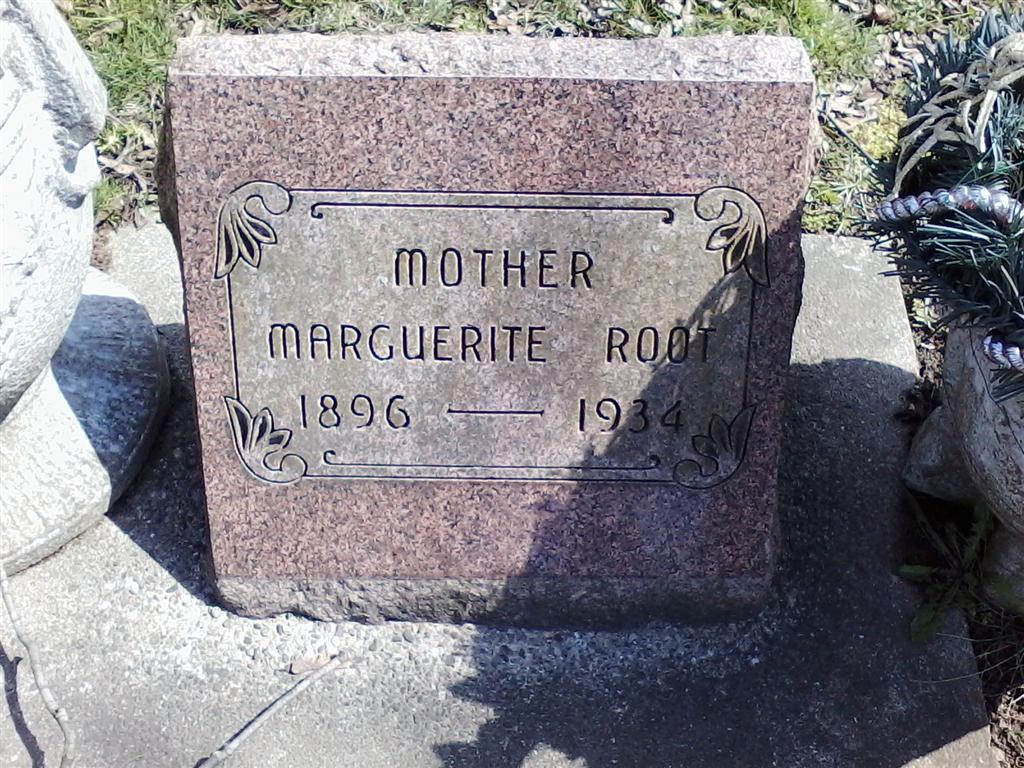 MOTHER
MARGUERITE ROOT
1896 — 1934